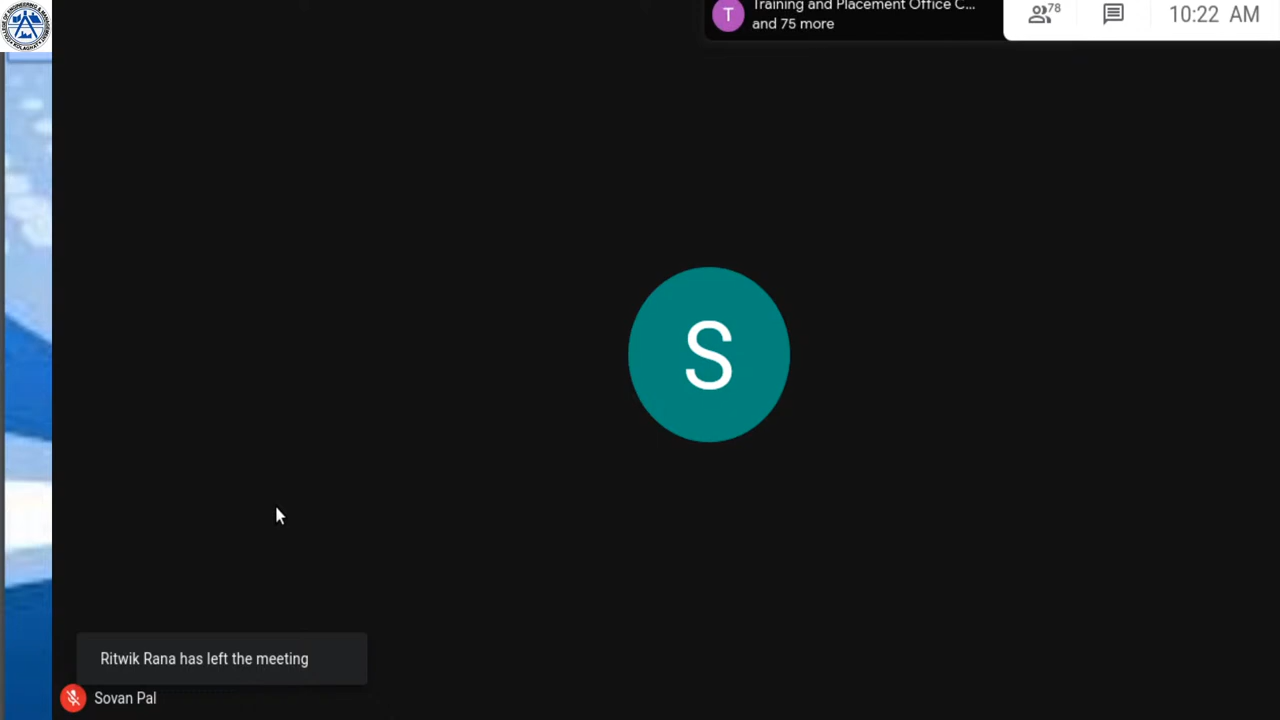 Training and Placement Office C...
and 75 more
T
78
10:22 AM
S
Ritwik Rana has left the meeting
Sovan Pal